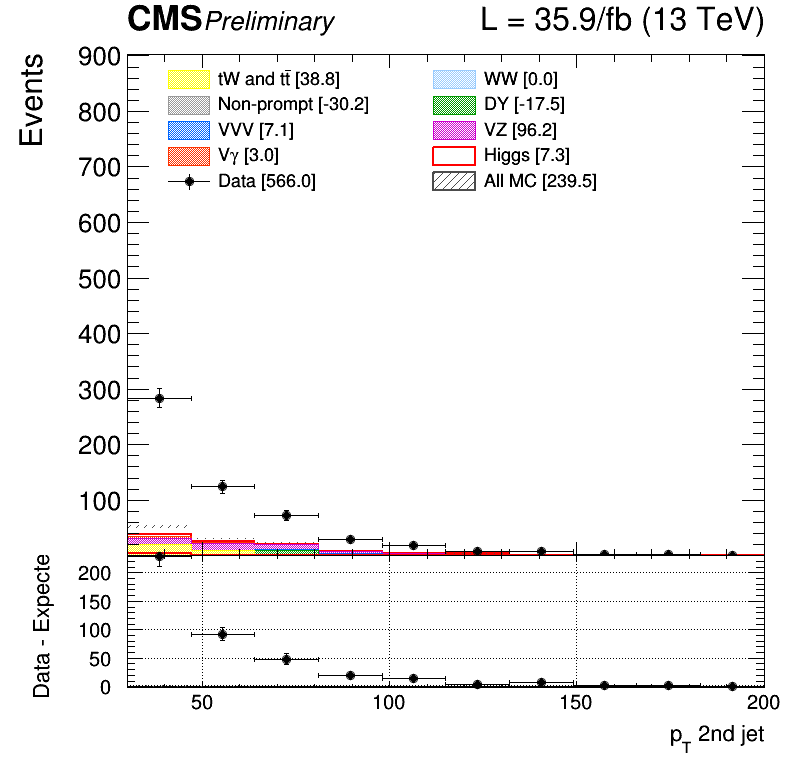 CMS Preliminary L = 35.9/fb (13 TeV)
Events
900
800
700
600
500
400
300
200
100
tW and tt̄ [38.8]
Non-prompt [-30.2]
VVV [7.1]
Vγ [3.0]
Data [566.0]
WW [0.0]
DY [-17.5]
VZ [96.2]
Higgs [7.3]
All MC [239.5]
Data - Expecte
200
150
100
50
0
50 100 150 200
p_T 2nd jet